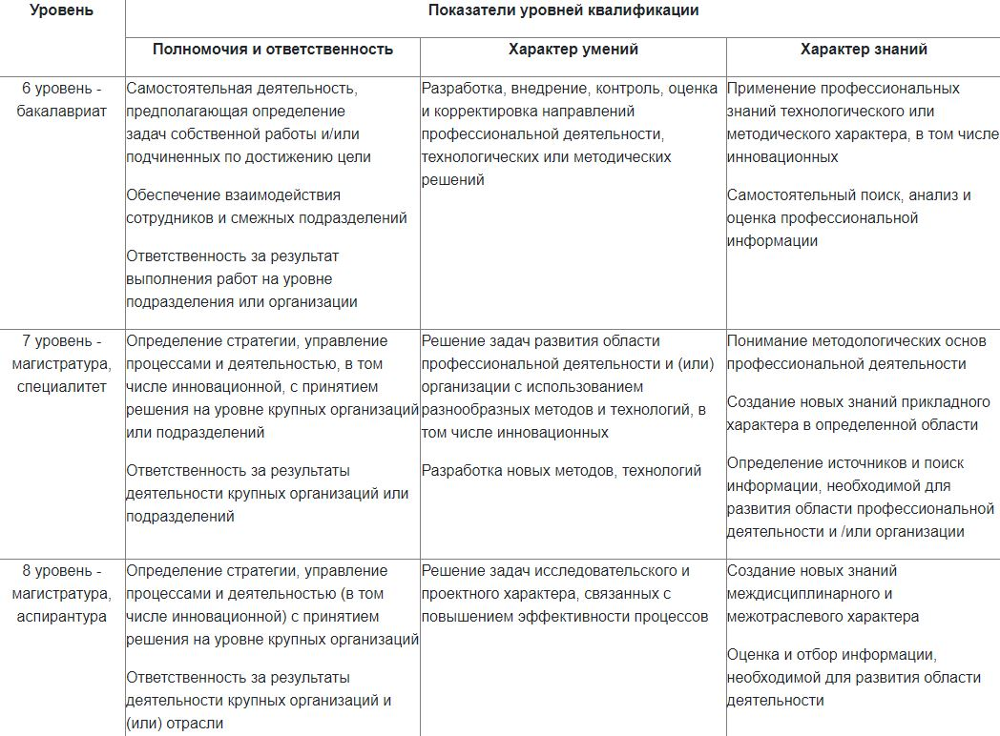 Уровень
Показатели уровней квалификации
Полномочия и ответственность
Характер умений
Характер знаний
6 уровень -
бакалавриат
Самостоятельная деятельность,
предполагающая определение
задач собственной работы и/или
подчиненных по достижению цели
Обеспечение взаимодействия
сотрудников и смежных подразделений
Ответственность за результат
выполнения работ на уровне
подразделения или организации
Разработка, внедрение, контроль, оценка
и корректировка направлений
профессиональной деятельности,
технологических или методических
решений
Применение профессиональных
знаний технологического или
методического характера, в том числе
инновационных
Самостоятельный поиск, анализ и
оценка профессиональной
информации
7 уровень -
магистратура,
специалитет
Определение стратегии, управление
процессами и деятельностью, в том
числе инновационной, с принятием
решения на уровне крупных организаций
или подразделений
Ответственность за результаты
деятельности крупных организаций или
подразделений
Решение задач развития области
профессиональной деятельности и (или)
организации с использованием
разнообразных методов и технологий, в
том числе инновационных
Разработка новых методов, технологий
Понимание методологических основ
профессиональной деятельности
Создание новых знаний прикладного
характера в определенной области
Определение источников и поиск
информации, необходимой для
развития области профессиональной
деятельности и /или организации
8 уровень -
магистратура,
аспирантура
Определение стратегии, управление
процессами и деятельностью (в том
числе инновационной) с принятием
решения на уровне крупных организаций
Ответственность за результаты
деятельности крупных организаций и
(или) отрасли
Решение задач исследовательского и
проектного характера, связанных с
повышением эффективности процессов
Создание новых знаний
междисциплинарного и
межотраслевого характера
Оценка и отбор информации,
необходимой для развития области
деятельности